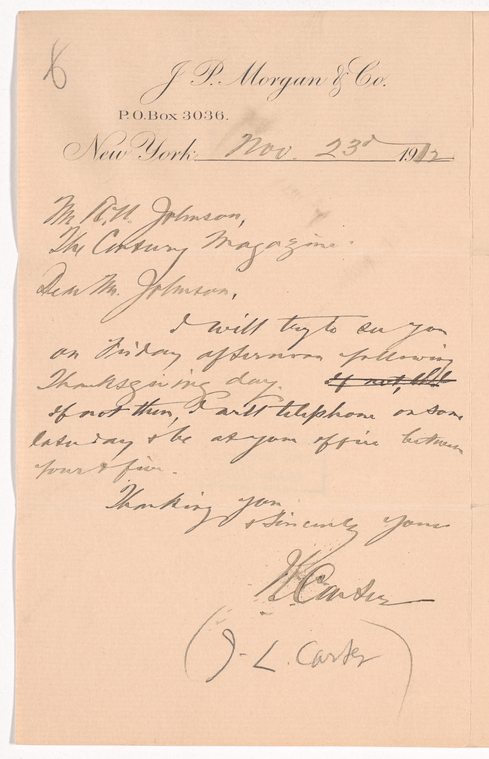 8
J. P. Morgan & Co.
P.O. Box 3036.
New York Nov. 23d 1912
Mr R. U. Johnson,
The Century Magazine.
Dear Mr. Johnson,
I will try to see you
on Friday afternoon following
Thanksgiving day. if not, I'll
if not then, I will telephone on some
later day & be at your office between
four & five.
Thanking you
& sincerely yours
Carter
(J. L. Carter)